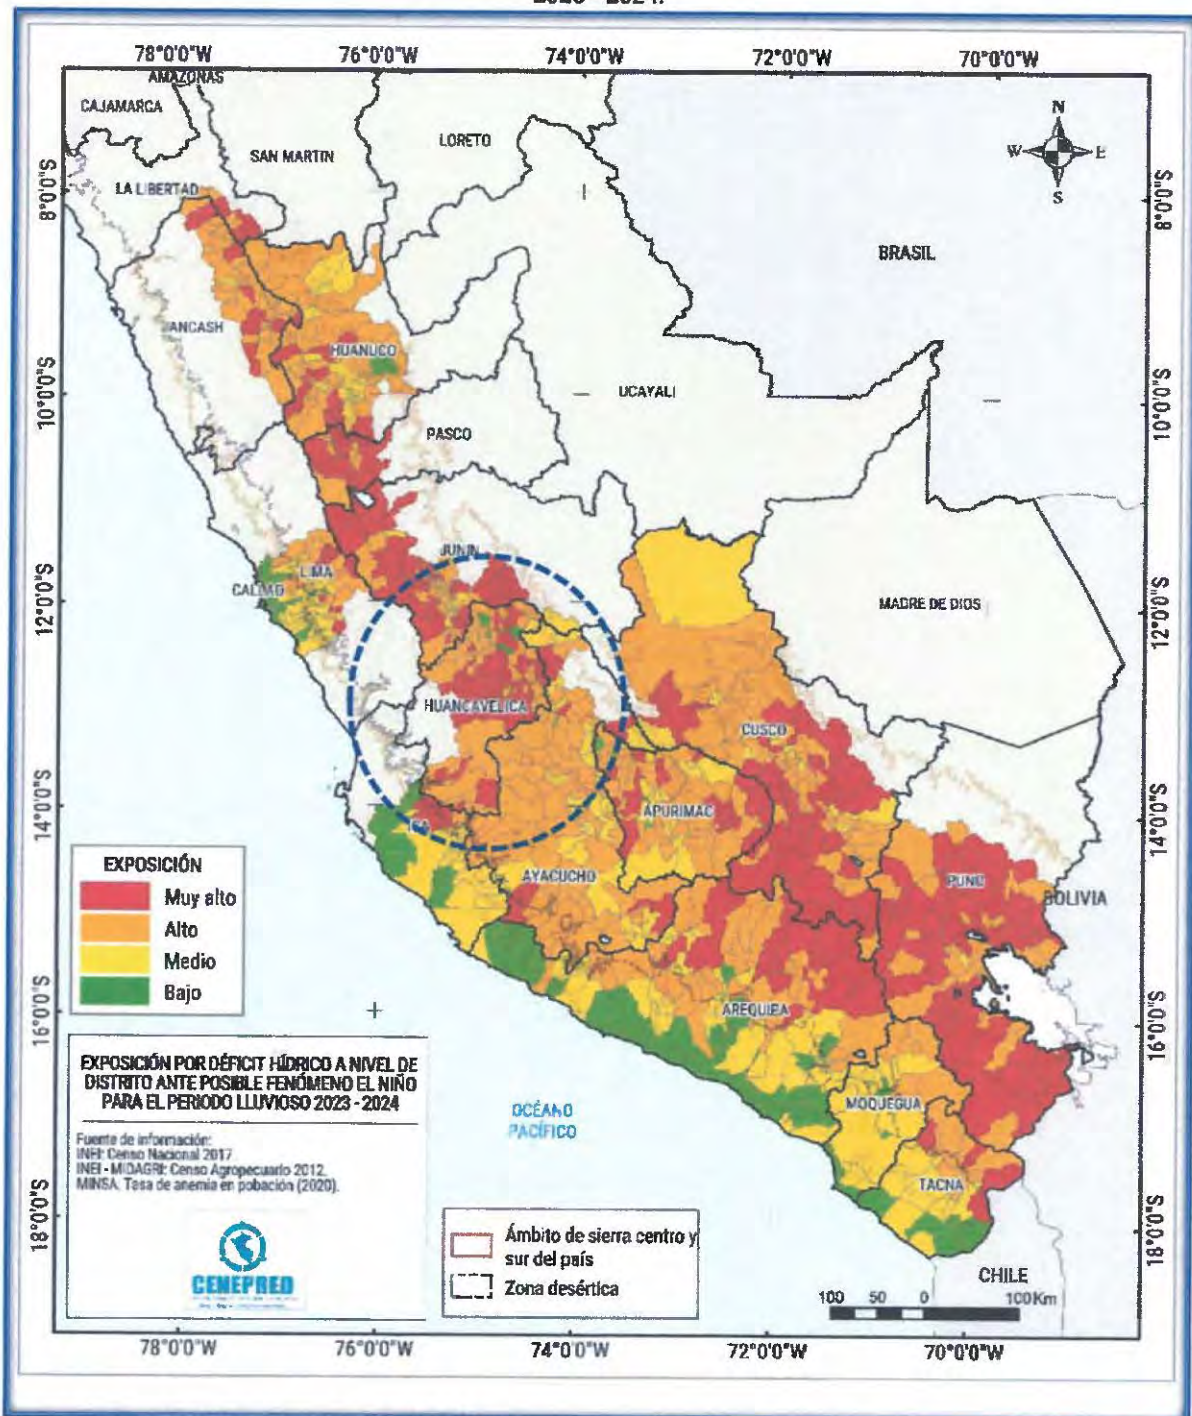 2023 - 2024.
78°0'0"W 76°0'0"W 74°0'0"W 72°0'0"W 70°0'0"W
AMAZONAS
CAJAMARCA
LORETO
SAN MARTIN
N
W E
S
8°0'0"S 8°0'0"S
LA LIBERTAD
BRASIL
ANCASH
HUANUCO
10°0'0"S 10°0'0"S
UCAYALI
PASCO
JUNIN
LIMA
CALLAO
12°0'0"S 12°0'0"S
MADRE DE DIOS
HUANCAVELICA
CUSCO
14°0'0"S 14°0'0"S
APURIMAC
ICA
AYACUCHO
PUNO
BOLIVIA
EXPOSICIÓN
Muy alto
Alto
Medio
Bajo
AREQUIPA
16°0'0"S 16°0'0"S
EXPOSICIÓN POR DÉFICIT HÍDRICO A NIVEL DE
DISTRITO ANTE POSIBLE FENÓMENO EL NIÑO
PARA EL PERIODO LLUVIOSO 2023 - 2024
Fuente de información:
INEI: Censo Nacional 2017
INEI - MIDAGRI: Censo Agropecuario 2012.
MINSA. Tasa de anemia en pobación (2020).
CENEPRED
OCÉANO
PACÍFICO
MOQUEGUA
TACNA
18°0'0"S 18°0'0"S
Ámbito de sierra centro y
sur del país
Zona desértica
CHILE
100 50 0 100 Km
78°0'0"W 76°0'0"W 74°0'0"W 72°0'0"W 70°0'0"W